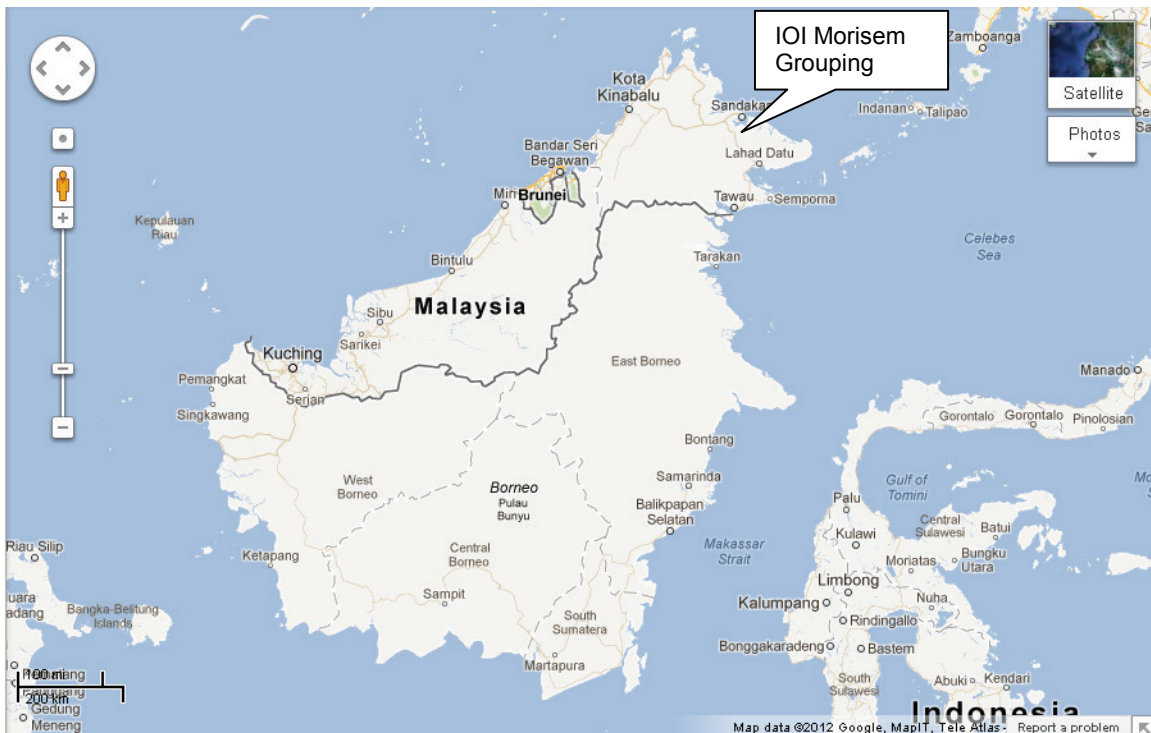 IOI Morisem
Grouping
Zamboanga
Satellite
Photos
Kota
Kinabalu
Sandakan
Indanan
Talipao
Lahad Datu
Bandar Seri
Begawan
Brunei
Tawau
Semporna
Kepulauan
Riau
Celebes
Sea
Tarakan
Bintulu
Malaysia
Sibu
Sarikei
East Borneo
Kuching
Manado
Pemangkat
Serian
Singkawang
Gorontalo
Gorontalo
Pinolosian
Bontang
West
Borneo
Borneo
Pulau
Bunyu
Samarinda
Gulf of
Tomini
Palu
Balikpapan
Selatan
Central
Sulawesi
Batui
Riau Silip
Ketapang
Central
Borneo
Makassar
Strait
Kulawi
Moriatas
Bungku
Utara
Limbong
Sampit
Bangka-Belitung
Islands
Kalumpang
Nuha
South
Sumatera
Rindingallo
Martapura
Bonggakaradeng
Bastem
100 mi
200 km
South
Sulawesi
Abuki
Kendari
Gedung
Meneng
Indonesia
Map data ©2012 Google, MapIT, Tele Atlas - Report a problem